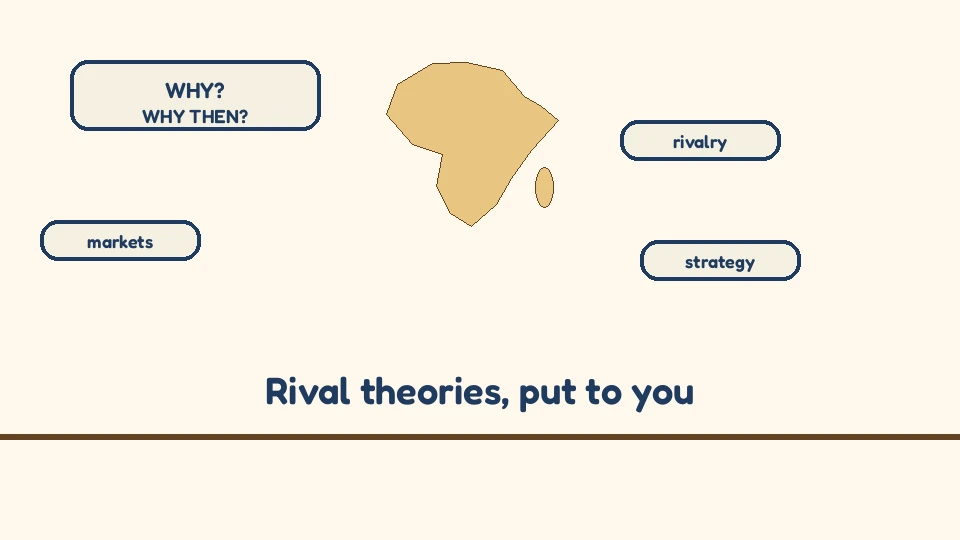 WHY?
WHY THEN?
rivalry
markets
strategy
Rival theories, put to you